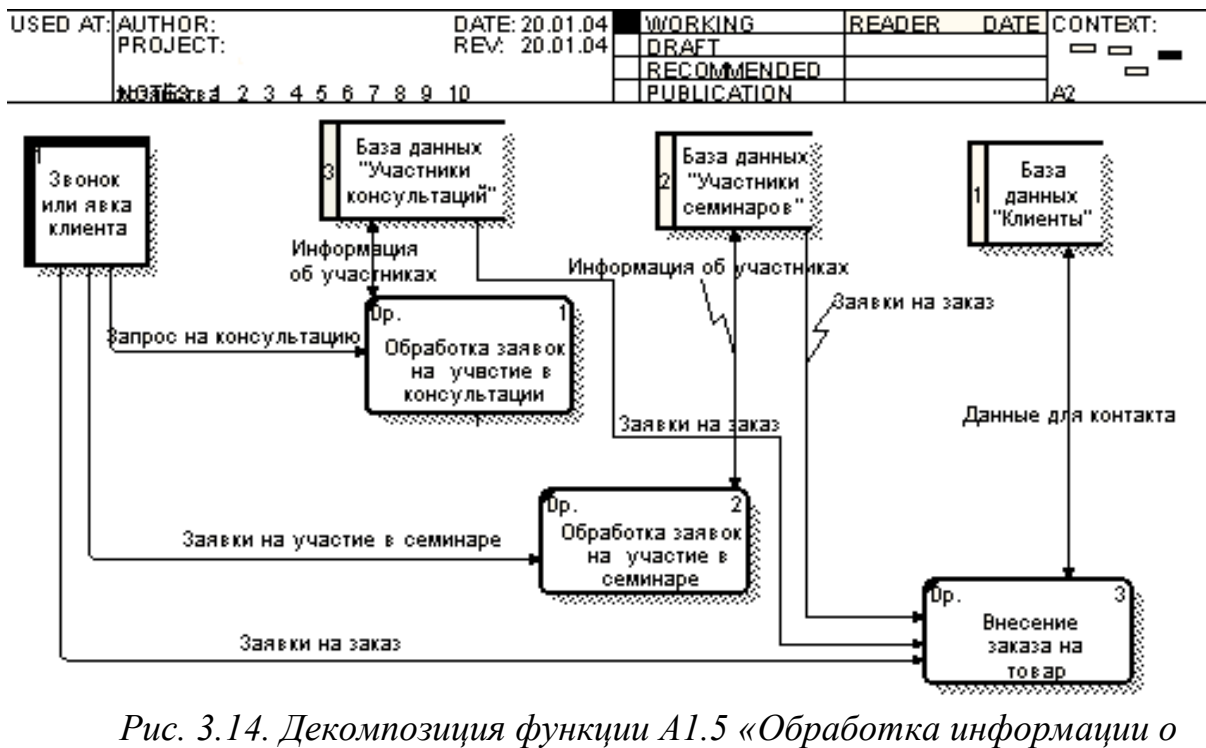 USED AT: AUTHOR: DATE: 20.01.04 WORKING READER DATE CONTEXT:
PROJECT: REV: 20.01.04 DRAFT
RECOMMENDED
2 3 4 5 6 7 8 9 10 PUBLICATION A2
1
Звонок
или явка
клиента
3
База данных
"Участники
консультаций"
2
База данных
"Участники
семинаров"
1
База
данных
"Клиенты"
Информация
об участниках
Информация об участниках
Заявки на заказ
Запрос на консультацию
0р. 1
Обработка заявок
на участие в
консультации
Заявки на заказ
Данные для контакта
0р. 2
Обработка заявок
на участие в
семинаре
Заявки на участие в семинаре
0р. 3
Внесение
заказа на
товар
Заявки на заказ
Рис. 3.14. Декомпозиция функции А1.5 «Обработка информации о